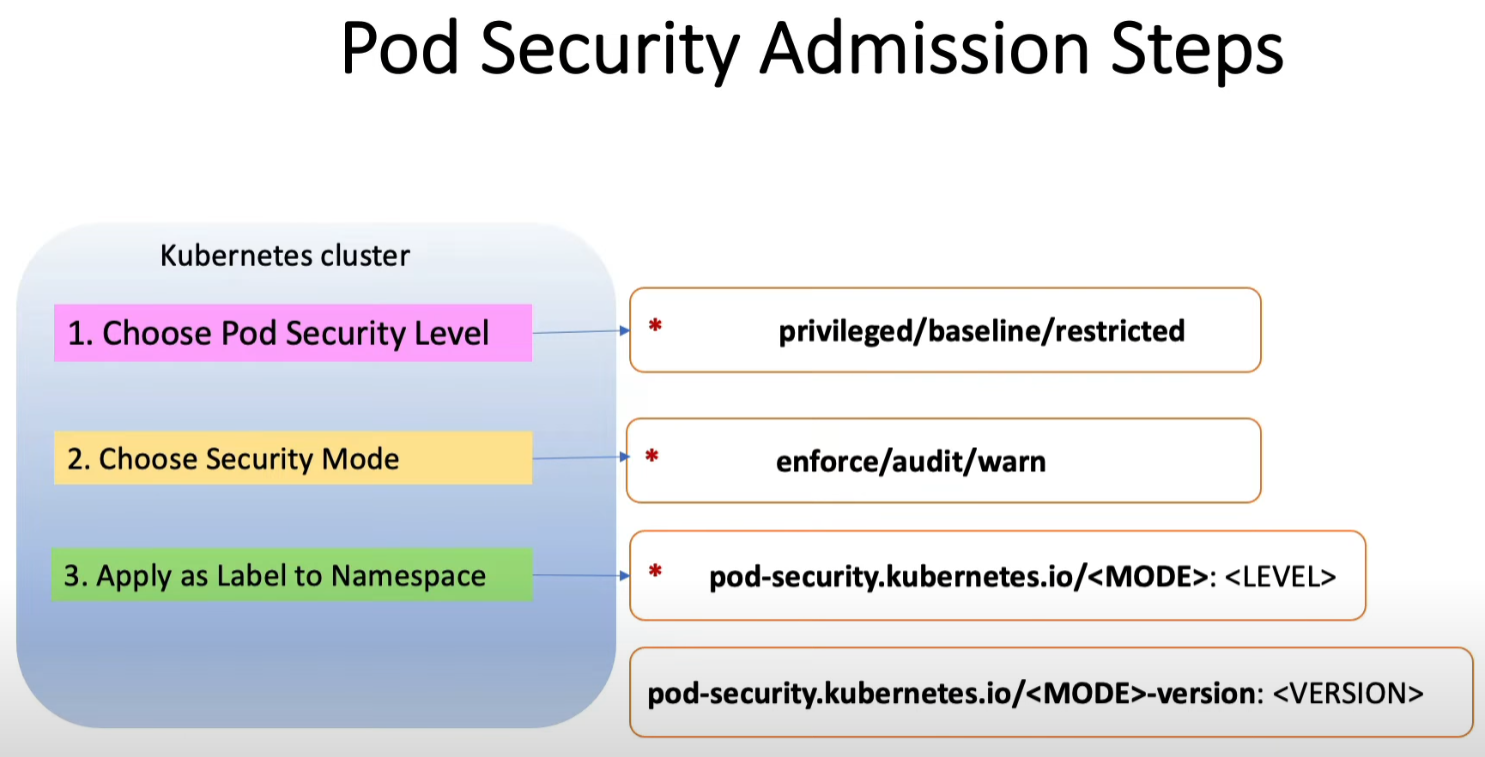 Pod Security Admission Steps
Kubernetes cluster
1. Choose Pod Security Level
* privileged/baseline/restricted
2. Choose Security Mode
* enforce/audit/warn
3. Apply as Label to Namespace
* pod-security.kubernetes.io/<MODE>: <LEVEL>
pod-security.kubernetes.io/<MODE>-version: <VERSION>